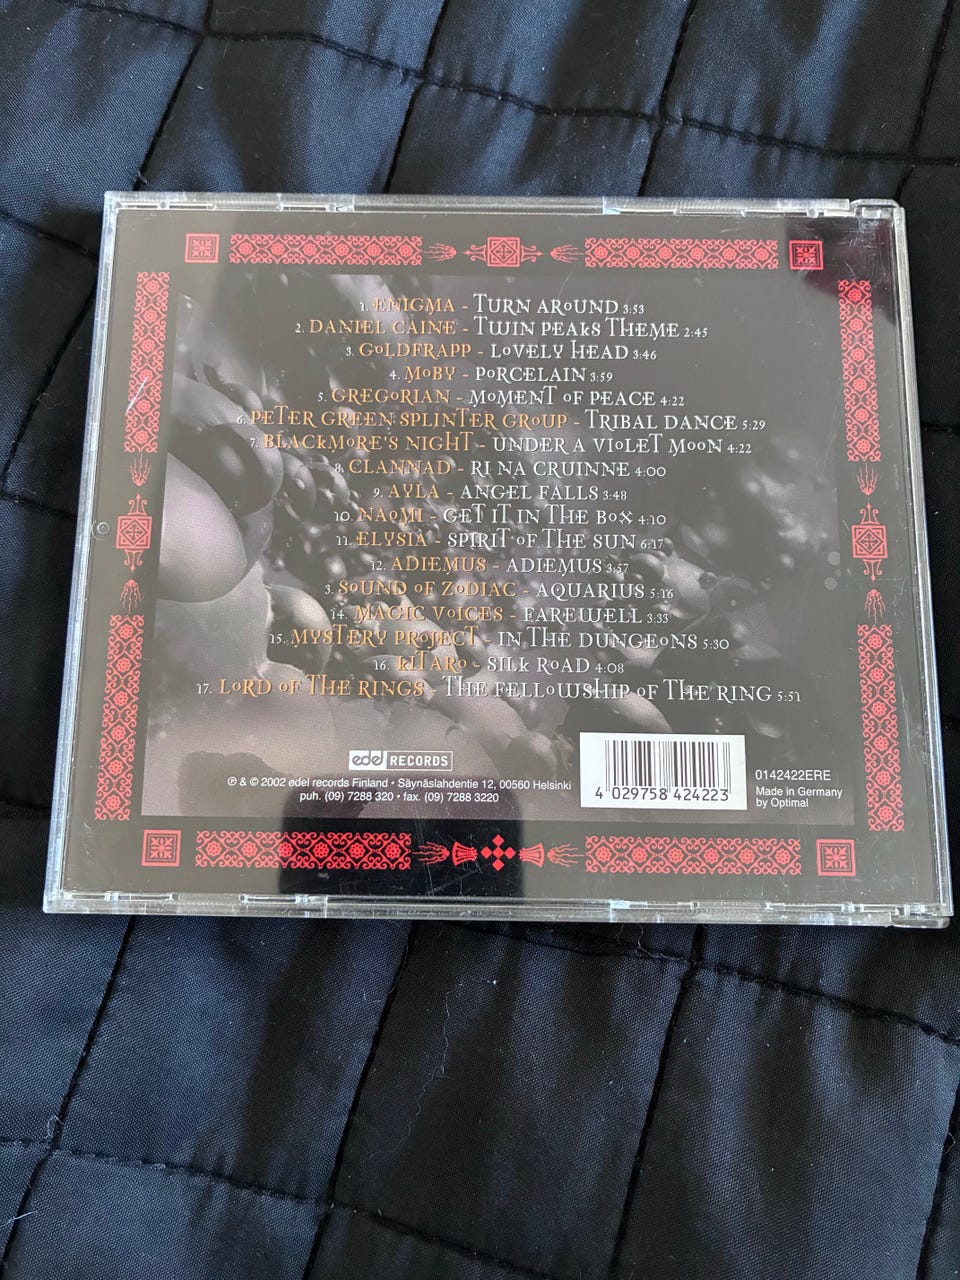 1. ENIGMA - TURN AROUND 3:53
2. DANIEL CAINE - TWIN PEAKS THEME 2:45
3. GOLDFRAPP - LOVELY HEAD 3:46
4. MOBY - PORCELAIN 3:59
5. GREGORIAN - MOMENT OF PEACE 4:22
6. PETER GREEN SPLINTER GROUP - TRIBAL DANCE 5:29
7. BLACKMORE'S NIGHT - UNDER A VIOLET MOON 4:22
8. CLANNAD - RI NA CRUINNE 4:00
9. AYLA - ANGEL FALLS 3:48
10. NAOMI - GET IT IN THE BOX 4:10
11. ELYSIA - SPIRIT OF THE SUN 6:17
12. ADIEMUS - ADIEMUS 3:57
3. SOUND OF ZODIAC - AQUARIUS 5:16
14. MAGIC VOICES - FAREWELL 3:33
15. MYSTERY PROJECT - IN THE DUNGEONS 5:30
16. KITARO - SILK ROAD 4:08
17. LORD OF THE RINGS - THE FELLOWSHIP OF THE RING 5:51
edel RECORDS
℗ & © 2002 edel records Finland • Säynäslahdentie 12, 00560 Helsinki
puh. (09) 7288 320 • fax. (09) 7288 3220
4 029758 424223
0142422ERE
Made in Germany
by Optimal